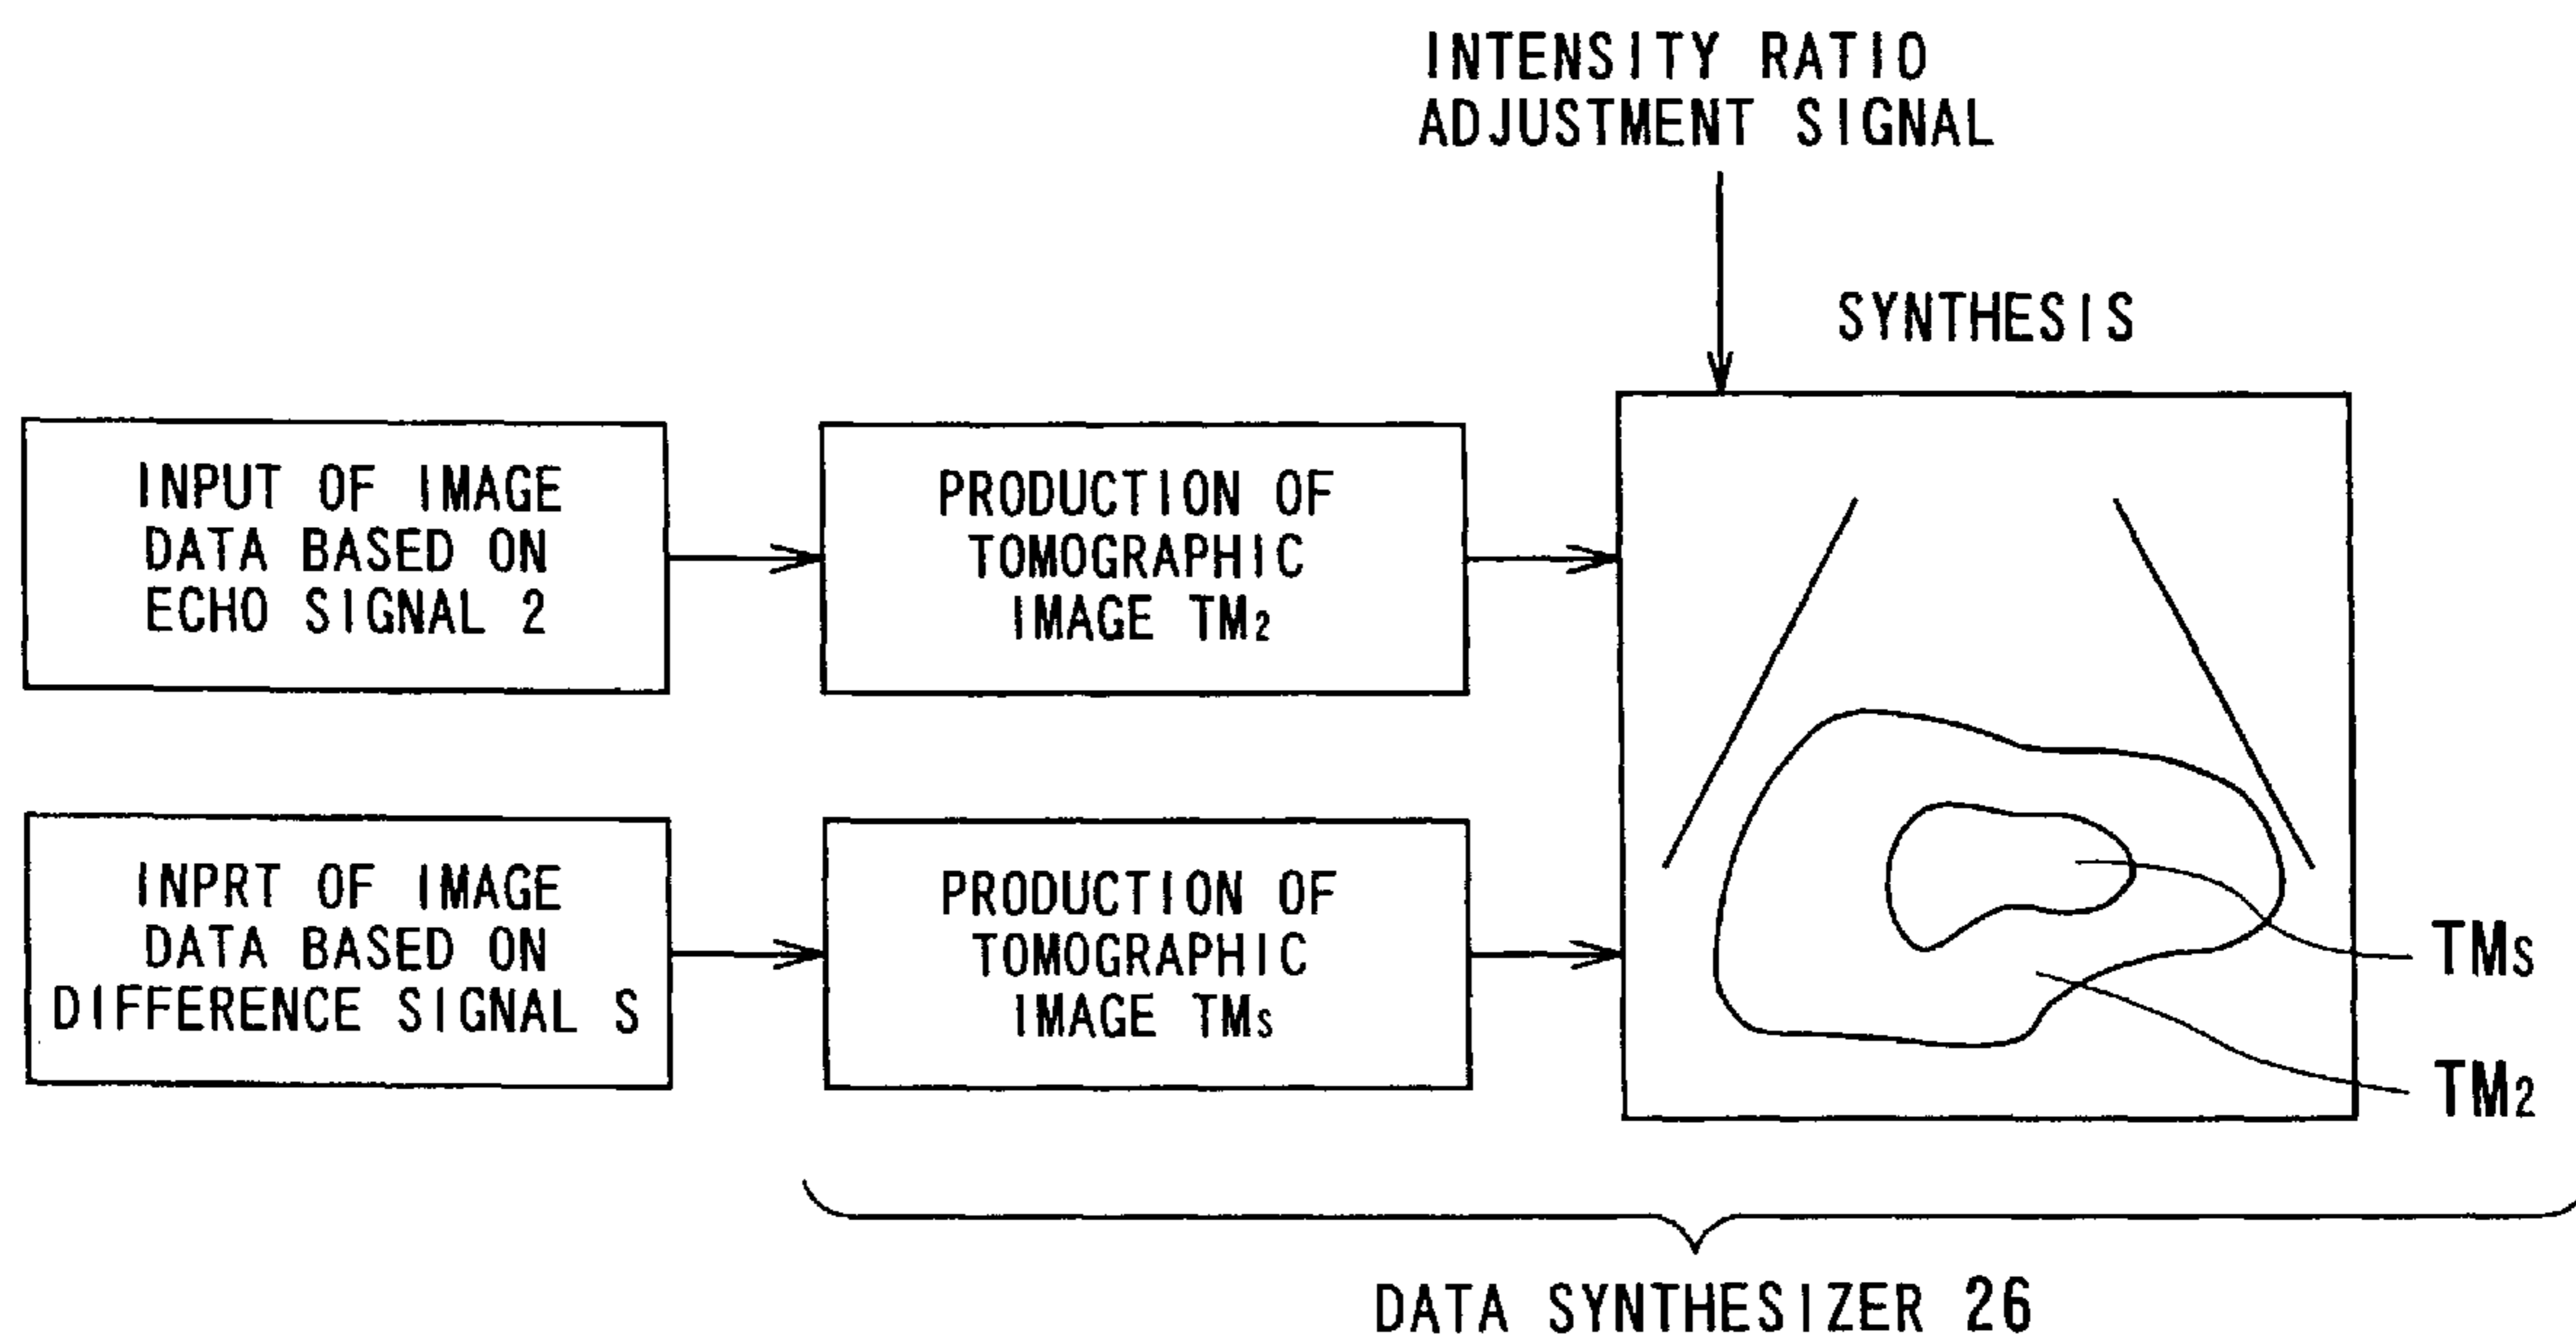 INTENSITY RATIO
ADJUSTMENT SIGNAL
SYNTHESIS
INPUT OF IMAGE
DATA BASED ON
ECHO SIGNAL 2
PRODUCTION OF
TOMOGRAPHIC
IMAGE TM₂
INPRT OF IMAGE
DATA BASED ON
DIFFERENCE SIGNAL S
PRODUCTION OF
TOMOGRAPHIC
IMAGE TMs
TMs
TM₂
DATA SYNTHESIZER 26